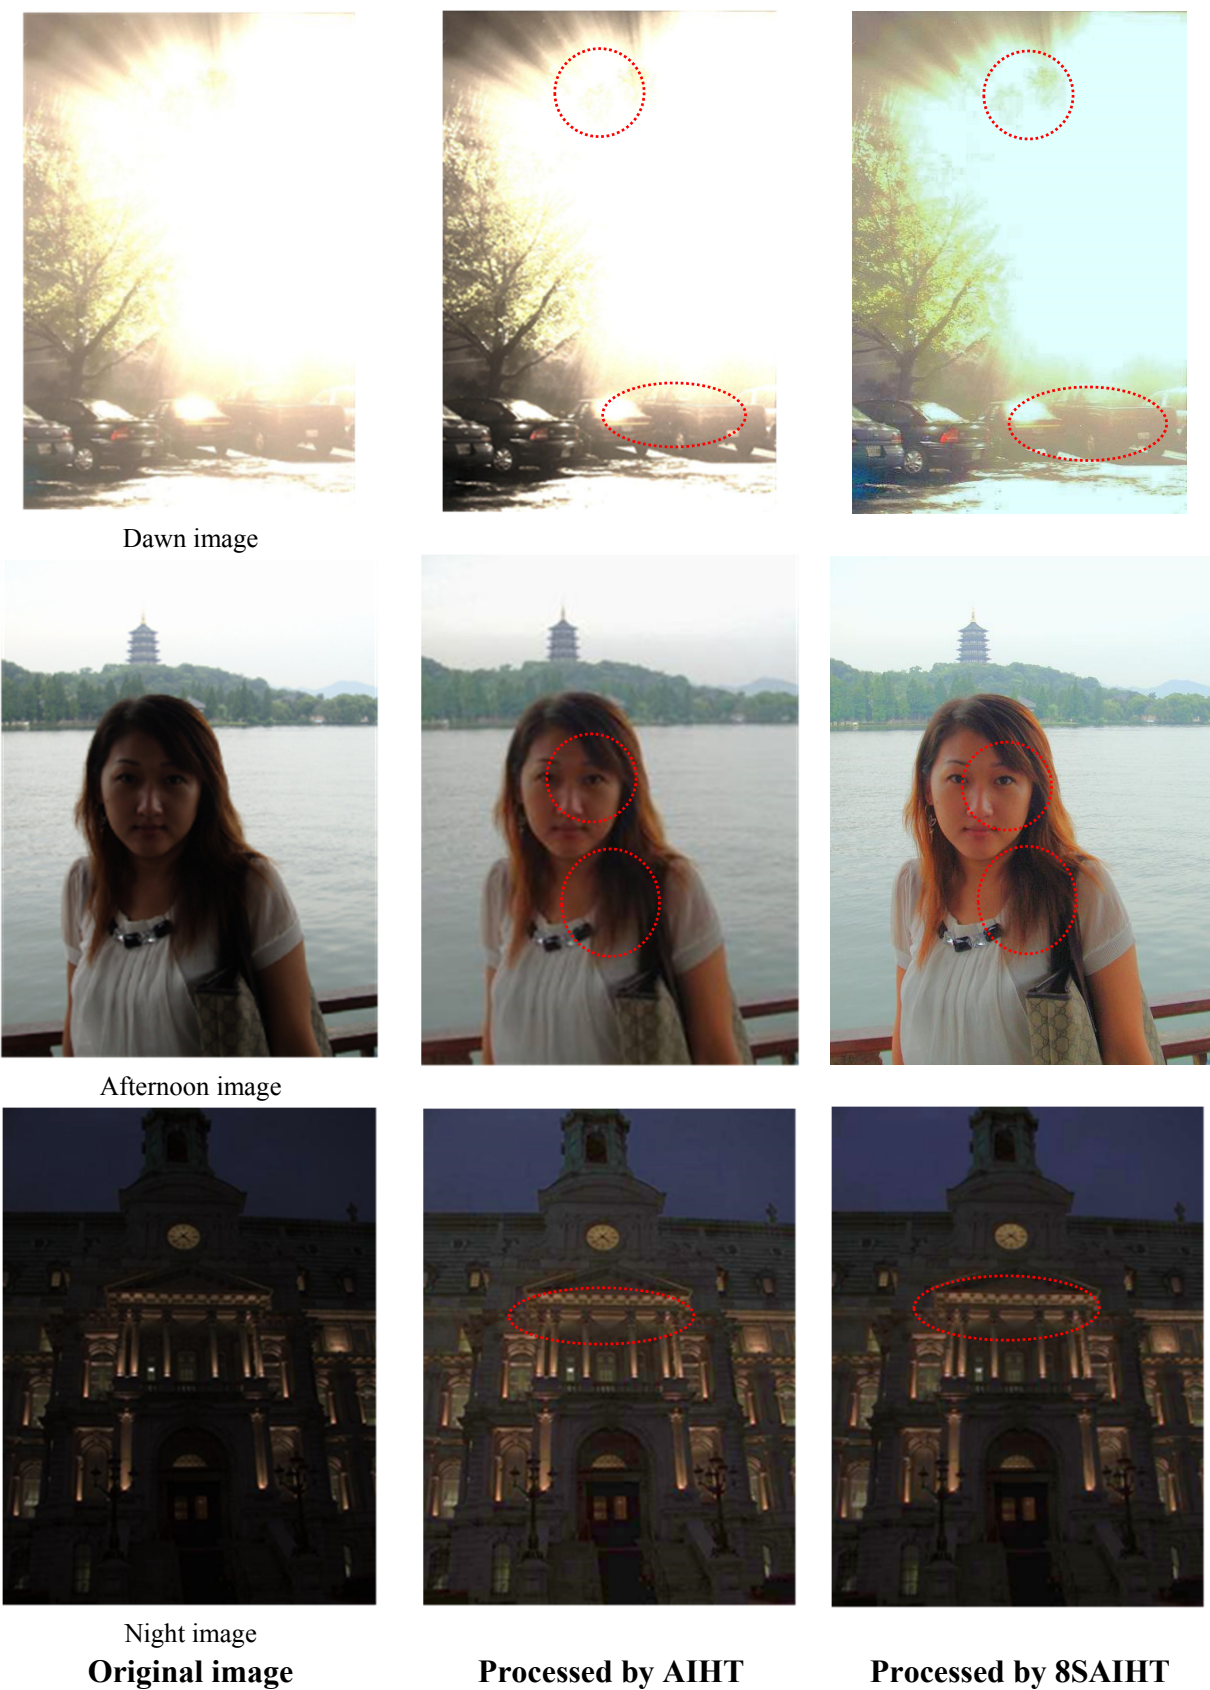 Dawn image
Afternoon image
Night image
Original image
Processed by AIHT
Processed by 8SAIHT